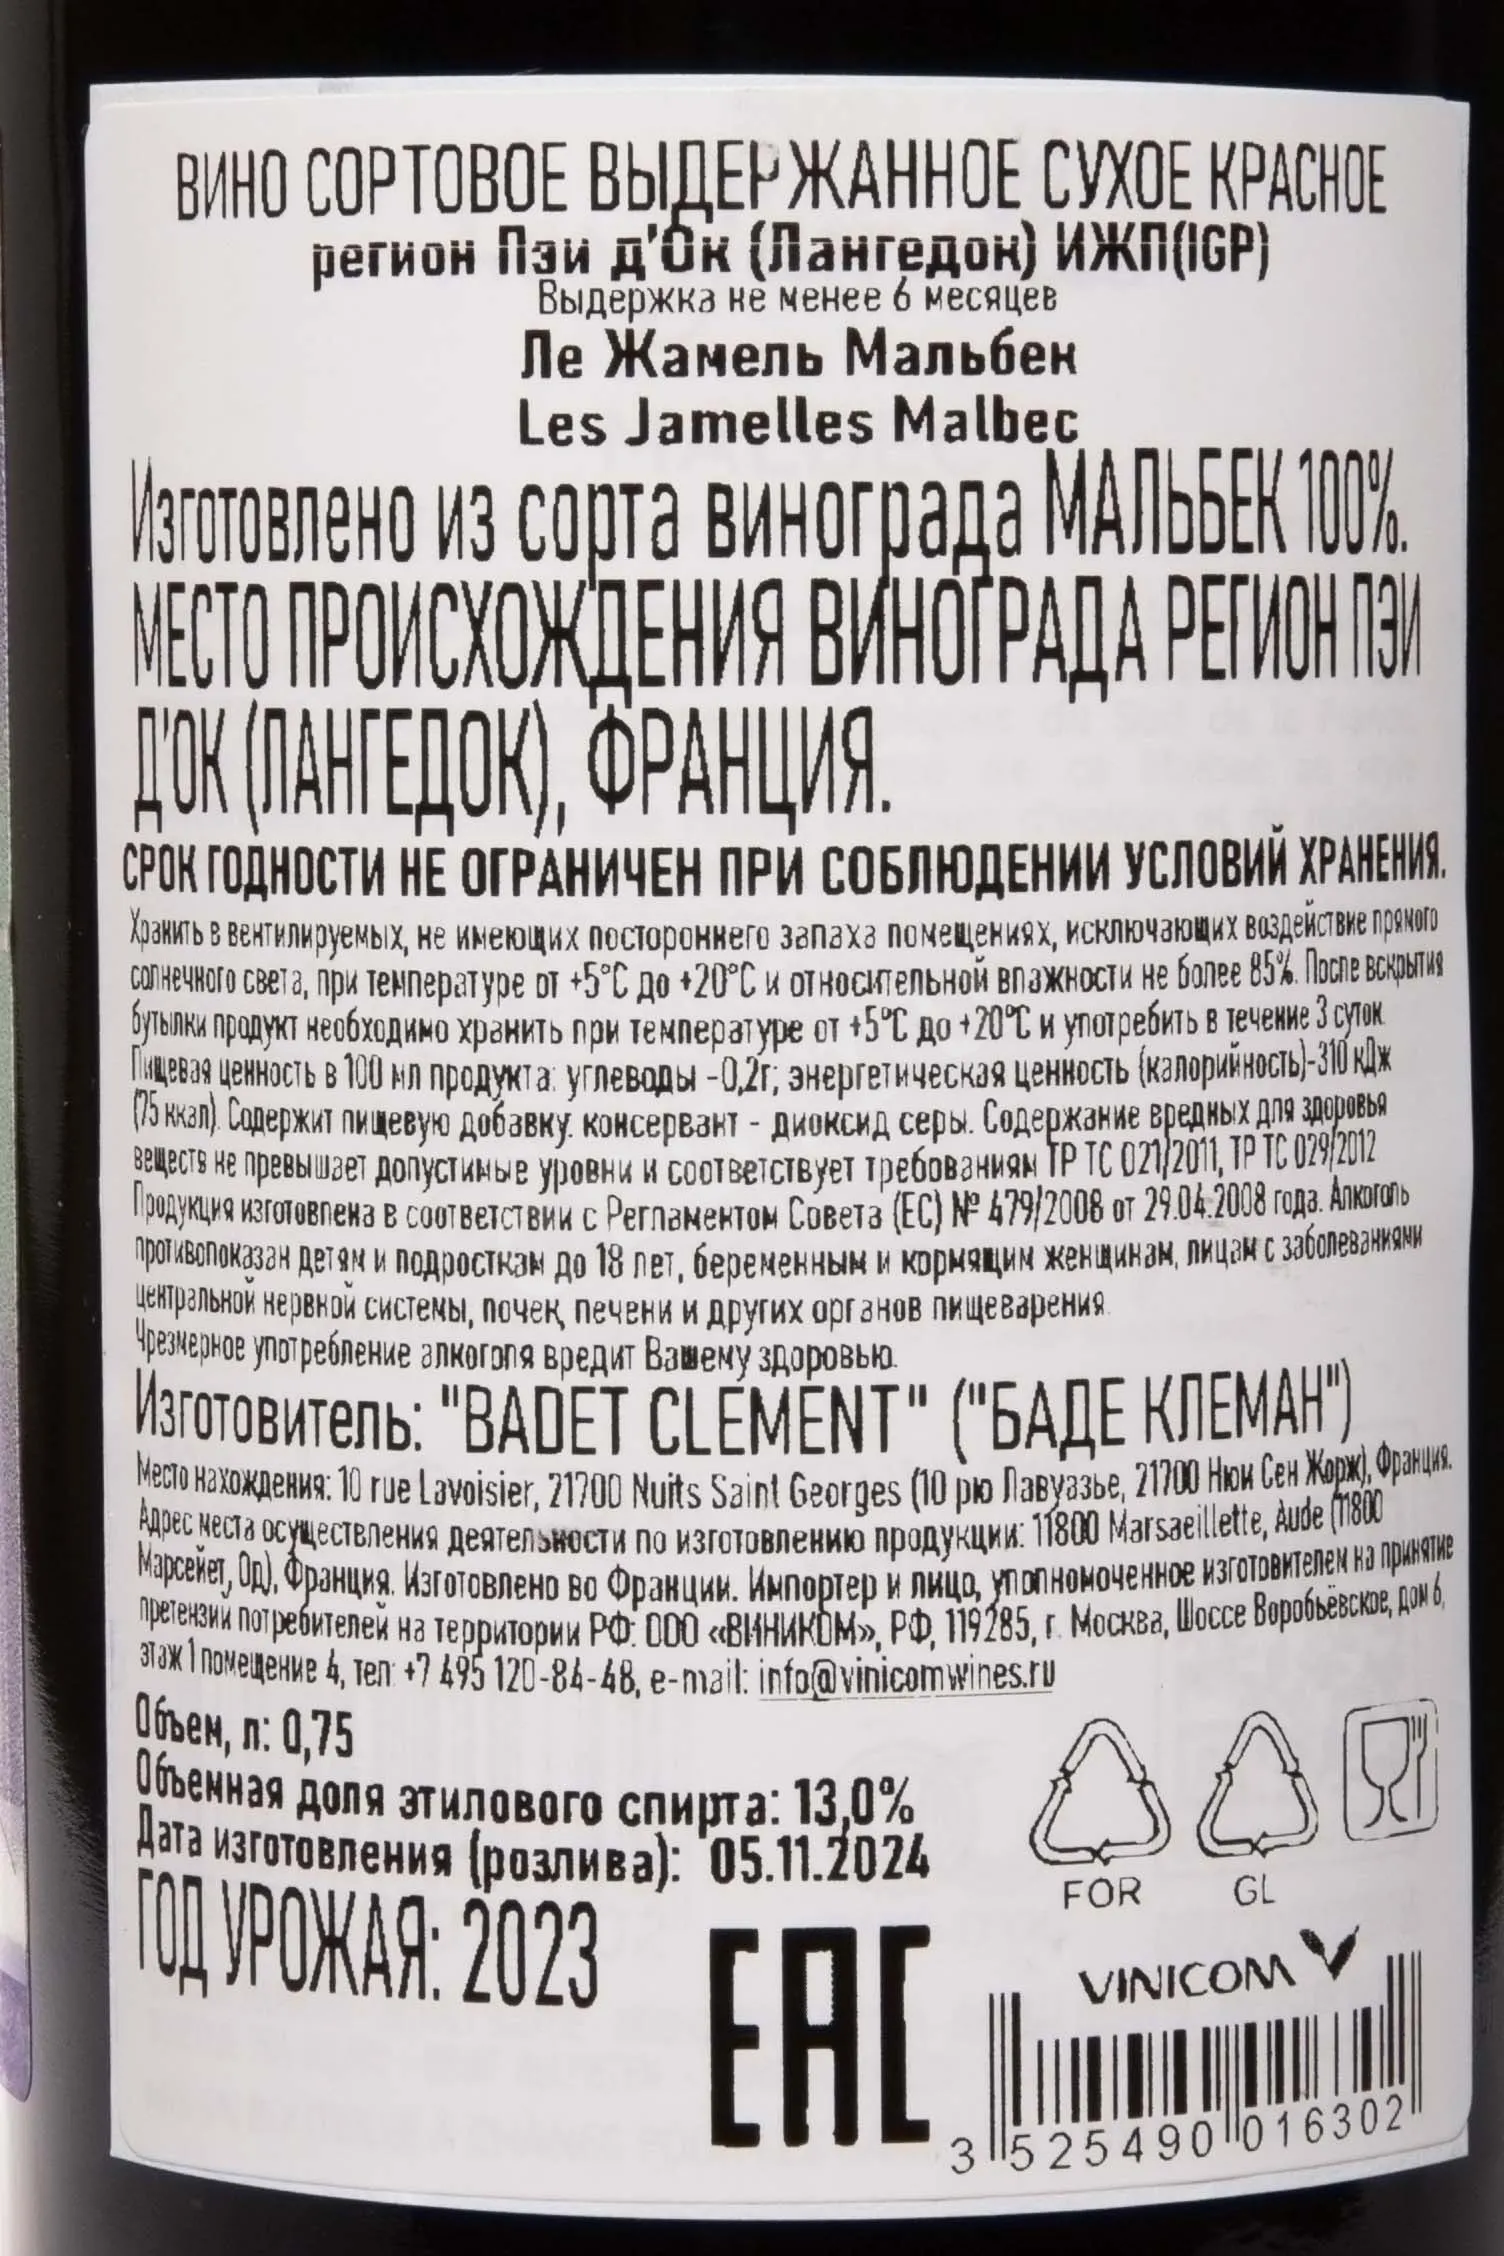 ВИНО СОРТОВОЕ ВЫДЕРЖАННОЕ СУХОЕ КРАСНОЕ
регион Пэи д'Ок (Лангедок) ИЖП(IGP)
Выдержка не менее 6 месяцев
Ле Жамель Мальбек
Les Jamelles Malbec
Изготовлено из сорта винограда МАЛЬБЕК 100%.
МЕСТО ПРОИСХОЖДЕНИЯ ВИНОГРАДА РЕГИОН ПЭИ
Д'ОК (ЛАНГЕДОК), ФРАНЦИЯ.
СРОК ГОДНОСТИ НЕ ОГРАНИЧЕН ПРИ СОБЛЮДЕНИИ УСЛОВИЙ ХРАНЕНИЯ.
Хранить в вентилируемых, не имеющих постороннего запаха помещениях, исключающих воздействие прямого
солнечного света, при температуре от +5°C до +20°C и относительной влажности не более 85%. После вскрытия
бутылки продукт необходимо хранить при температуре от +5°C до +20°C и употребить в течение 3 суток.
Пищевая ценность в 100 мл продукта: углеводы -0,2г; энергетическая ценность (калорийность)-310 кДж
(75 ккал). Содержит пищевую добавку: консервант - диоксид серы. Содержание вредных для здоровья
веществ не превышает допустимые уровни и соответствует требованиям ТР ТС 021/2011, ТР ТС 029/2012
Продукция изготовлена в соответствии с Регламентом Совета (ЕС) № 479/2008 от 29.04.2008 года. Алкоголь
противопоказан детям и подросткам до 18 лет, беременным и кормящим женщинам, лицам с заболеваниями
центральной нервной системы, почек, печени и других органов пищеварения.
Чрезмерное употребление алкоголя вредит Вашему здоровью.
Изготовитель: "BADET CLEMENT" ("БАДЕ КЛЕМАН")
Место нахождения: 10 rue Lavoisier, 21700 Nuits Saint Georges (10 рю Лавуазье, 21700 Нюи Сен Жорж), Франция.
Адрес места осуществления деятельности по изготовлению продукции: 11800 Marsaeillette, Aude (11800
Марсейет, Од), Франция. Изготовлено во Франции. Импортер и лицо, уполномоченное изготовителем на принятие
претензий потребителей на территории РФ: ООО «ВИНИКОМ», РФ, 119285, г. Москва, Шоссе Воробьёвское, дом 6,
этаж 1 помещение 4, тел: +7 495 120-84-48, e-mail: info@vinicomwines.ru
Объем, л: 0,75
Объемная доля этилового спирта: 13,0%
Дата изготовления (розлива): 05.11.2024
ГОД УРОЖАЯ: 2023
FOR GL
EAC
VINICOM
3 525490 016302